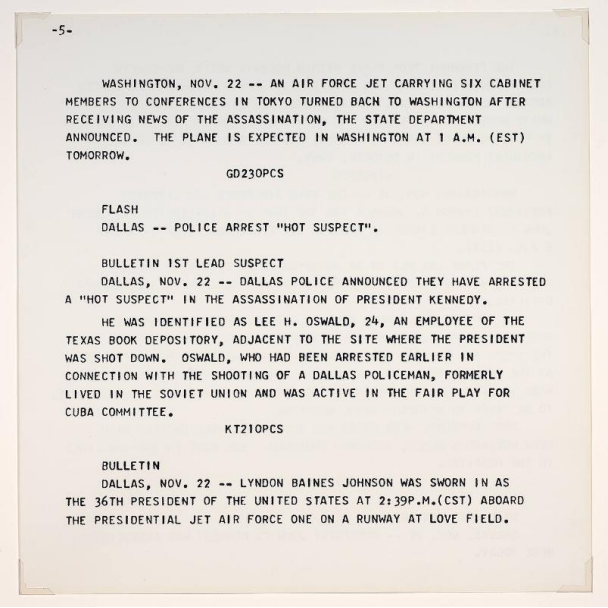 -5-
WASHINGTON, NOV. 22 -- AN AIR FORCE JET CARRYING SIX CABINET
MEMBERS TO CONFERENCES IN TOKYO TURNED BACH TO WASHINGTON AFTER
RECEIVING NEWS OF THE ASSASSINATION, THE STATE DEPARTMENT
ANNOUNCED. THE PLANE IS EXPECTED IN WASHINGTON AT 1 A.M. (EST)
TOMORROW.
GD230PCS
FLASH
DALLAS -- POLICE ARREST "HOT SUSPECT".
BULLETIN 1ST LEAD SUSPECT
DALLAS, NOV. 22 -- DALLAS POLICE ANNOUNCED THEY HAVE ARRESTED
A "HOT SUSPECT" IN THE ASSASSINATION OF PRESIDENT KENNEDY.
HE WAS IDENTIFIED AS LEE H. OSWALD, 24, AN EMPLOYEE OF THE
TEXAS BOOK DEPOSITORY, ADJACENT TO THE SITE WHERE THE PRESIDENT
WAS SHOT DOWN. OSWALD, WHO HAD BEEN ARRESTED EARLIER IN
CONNECTION WITH THE SHOOTING OF A DALLAS POLICEMAN, FORMERLY
LIVED IN THE SOVIET UNION AND WAS ACTIVE IN THE FAIR PLAY FOR
CUBA COMMITTEE.
KT210PCS
BULLETIN
DALLAS, NOV. 22 -- LYNDON BAINES JOHNSON WAS SWORN IN AS
THE 36TH PRESIDENT OF THE UNITED STATES AT 2:39P.M.(CST) ABOARD
THE PRESIDENTIAL JET AIR FORCE ONE ON A RUNWAY AT LOVE FIELD.